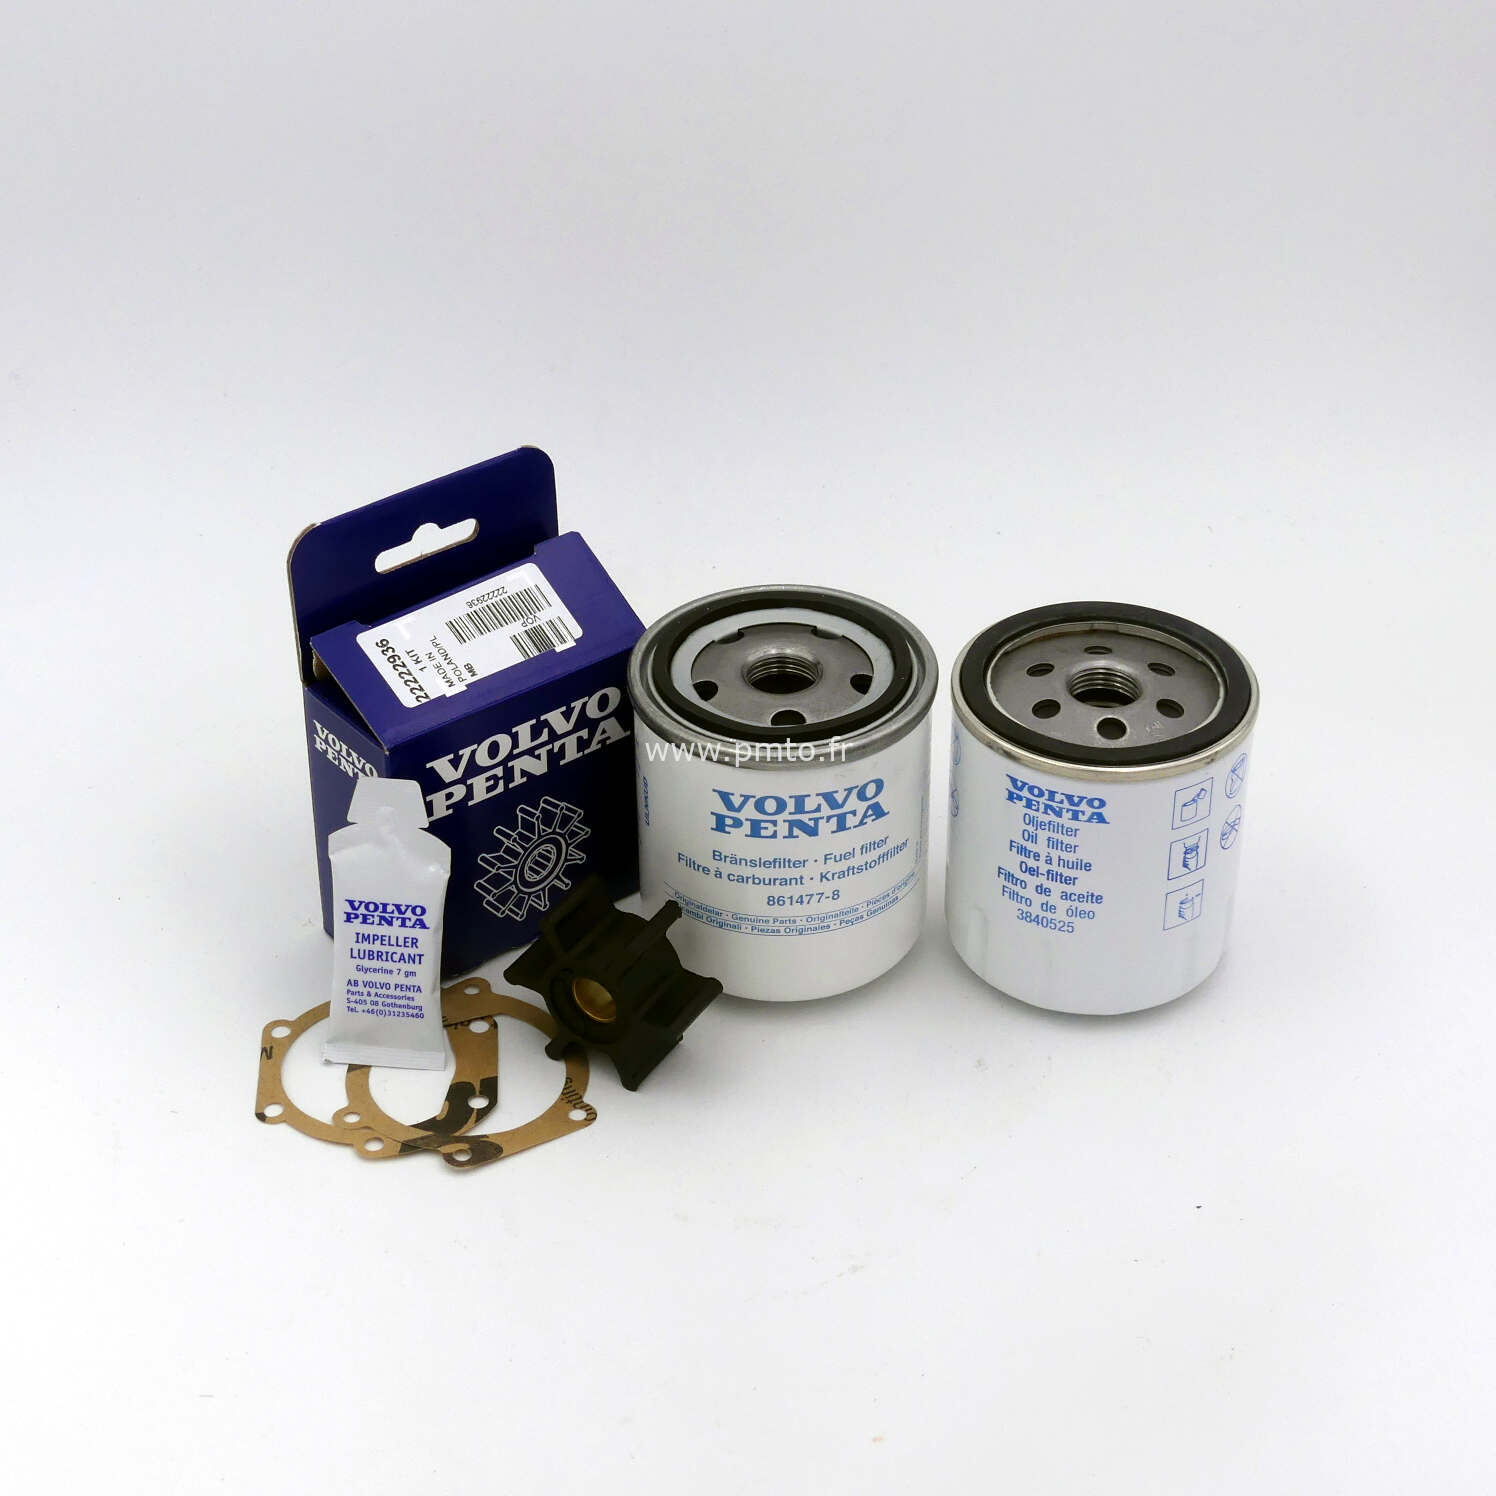 22222936
VOP
22222936
1 KIT
MADE IN
POLAND/PL
MB
VOLVO
PENTA
VOLVO
PENTA
VOLVO
PENTA
IMPELLER
LUBRICANT
Glycerine 7 gm
AB VOLVO PENTA
Parts & Accessories
S-405 08 Gothenburg
Tel. +46(0)31235460
www.pmto.fr
VOLVO
PENTA
Bränslefilter · Fuel filter
Filtre à carburant · Kraftstofffilter
861477-8
Originaldelar · Genuine Parts · Originalteile · Pièces d'origine
Ricambi Originali · Piezas Originales · Peças Genuinas
VOLVO
PENTA
Oljefilter
Oil filter
Filtre à huile
Oel-filter
Filtro de aceite
Filtro de óleo
3840525